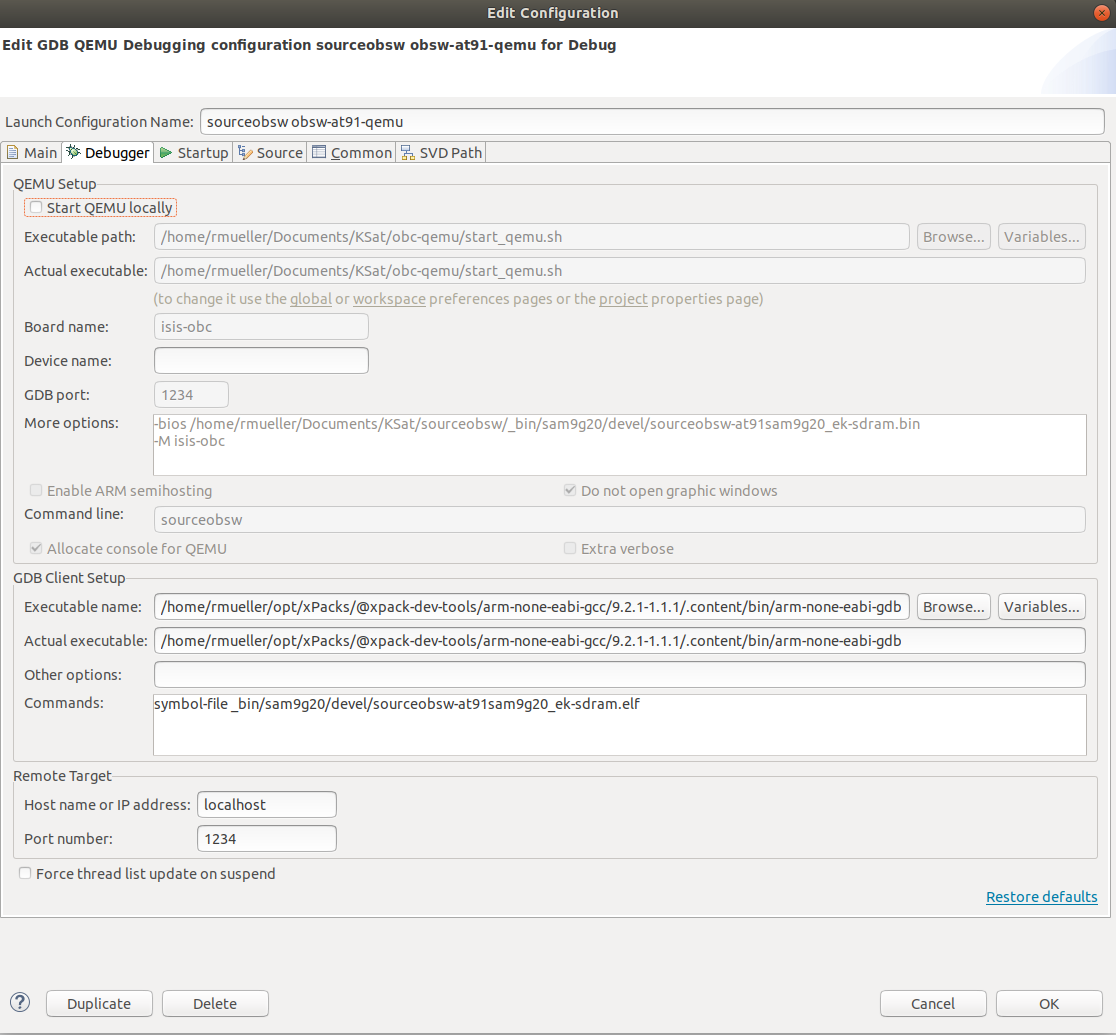 Edit Configuration
Edit GDB QEMU Debugging configuration sourceobsw obsw-at91-qemu for Debug
Launch Configuration Name: sourceobsw obsw-at91-qemu
Main Debugger Startup Source Common SVD Path
QEMU Setup
Start QEMU locally
Executable path: /home/rmueller/Documents/KSat/obc-qemu/start_qemu.sh Browse... Variables...
Actual executable: /home/rmueller/Documents/KSat/obc-qemu/start_qemu.sh
(to change it use the global or workspace preferences pages or the project properties page)
Board name: isis-obc
Device name:
GDB port: 1234
More options: -bios /home/rmueller/Documents/KSat/sourceobsw/_bin/sam9g20/devel/sourceobsw-at91sam9g20_ek-sdram.bin
-M isis-obc
Enable ARM semihosting Do not open graphic windows
Command line: sourceobsw
Allocate console for QEMU Extra verbose
GDB Client Setup
Executable name: /home/rmueller/opt/xPacks/@xpack-dev-tools/arm-none-eabi-gcc/9.2.1-1.1.1/.content/bin/arm-none-eabi-gdb Browse... Variables...
Actual executable: /home/rmueller/opt/xPacks/@xpack-dev-tools/arm-none-eabi-gcc/9.2.1-1.1.1/.content/bin/arm-none-eabi-gdb
Other options:
Commands: symbol-file _bin/sam9g20/devel/sourceobsw-at91sam9g20_ek-sdram.elf
Remote Target
Host name or IP address: localhost
Port number: 1234
Force thread list update on suspend
Restore defaults
? Duplicate Delete Cancel OK